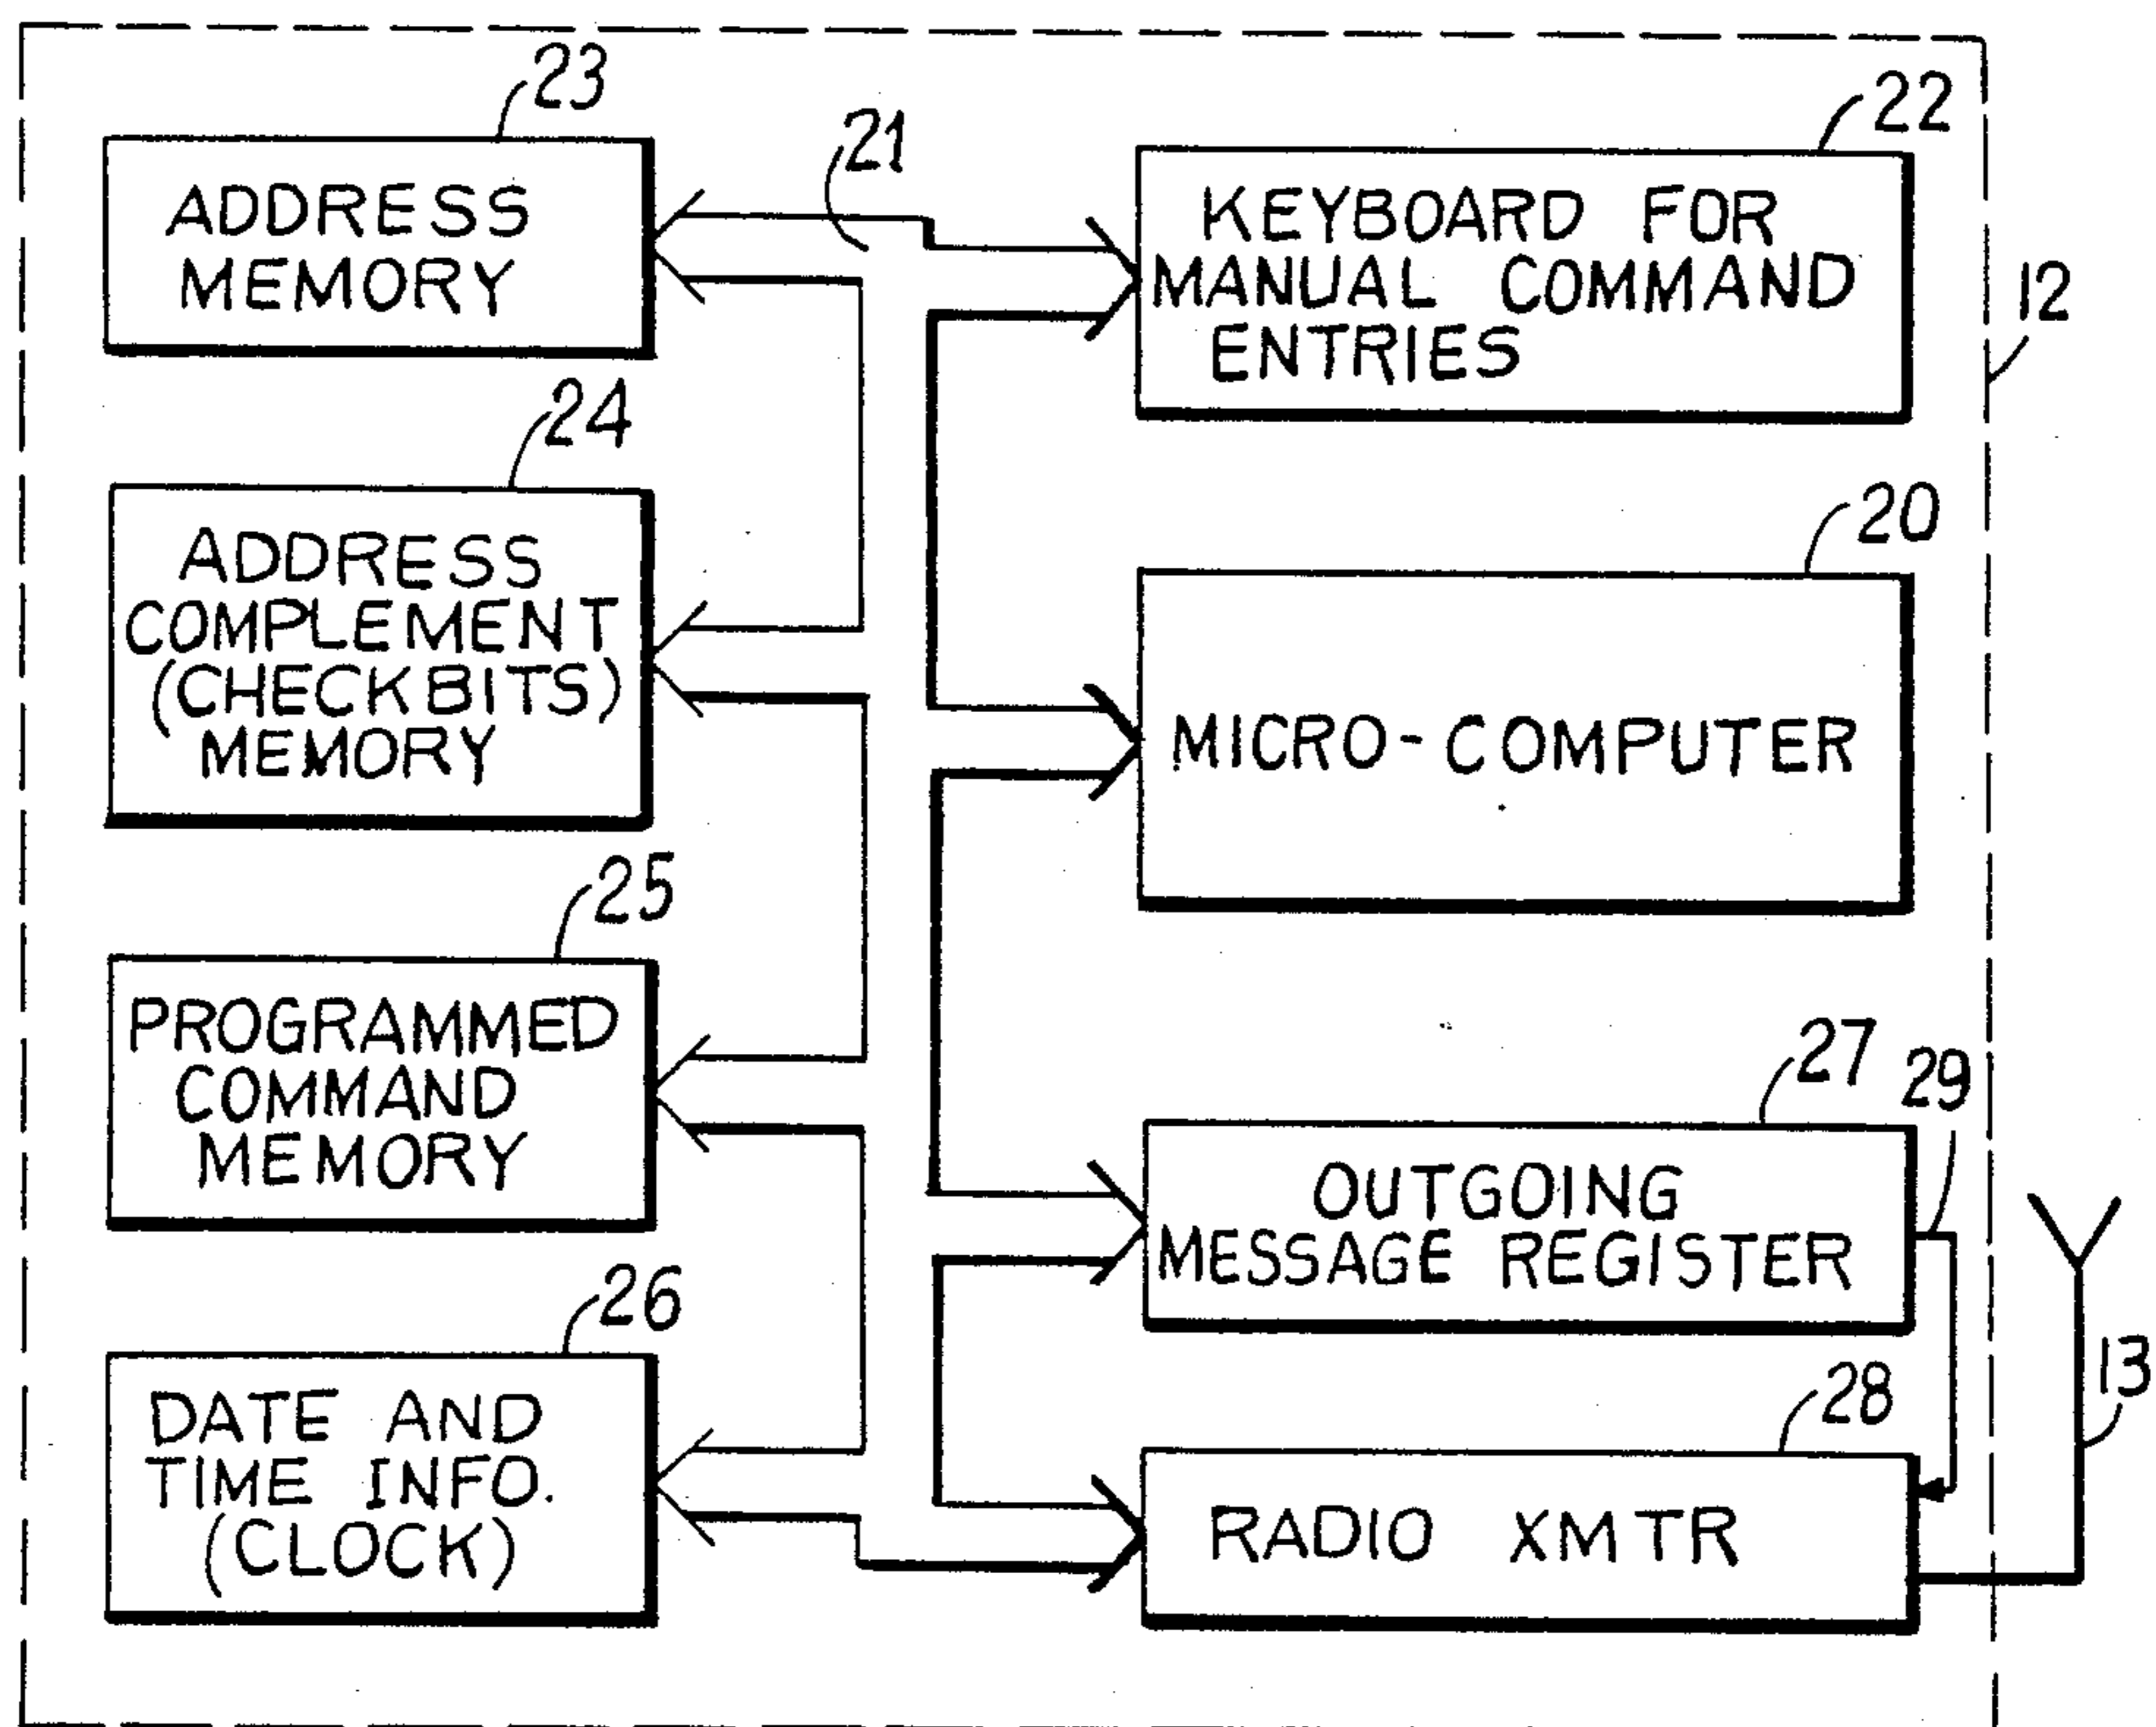 23
ADDRESS
MEMORY
21
22
KEYBOARD FOR
MANUAL COMMAND
ENTRIES
12
24
ADDRESS
COMPLEMENT
(CHECKBITS)
MEMORY
20
MICRO-COMPUTER
25
PROGRAMMED
COMMAND
MEMORY
27
29
OUTGOING
MESSAGE REGISTER
26
DATE AND
TIME INFO.
(CLOCK)
28
RADIO XMTR
13